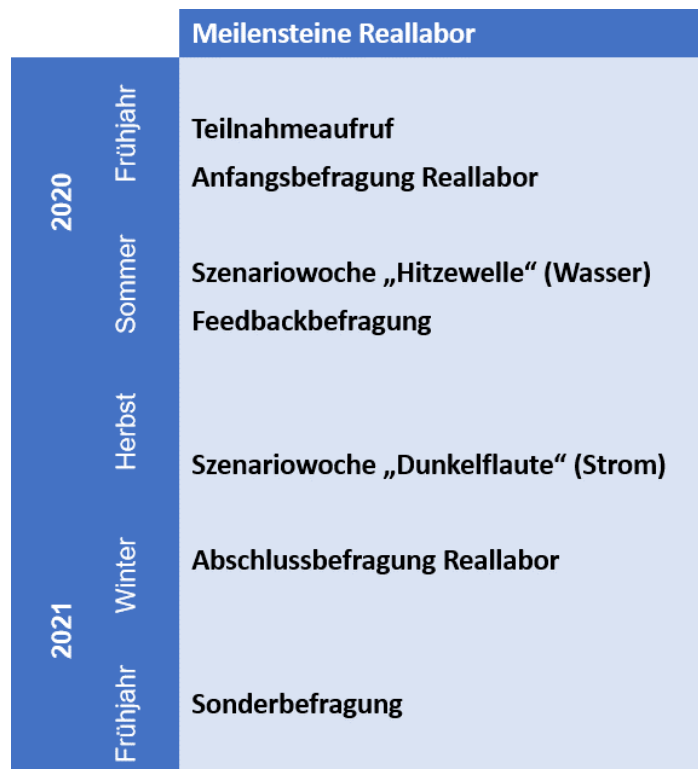 Meilensteine Reallabor
2020
Frühjahr
Teilnahmeaufruf
Anfangsbefragung Reallabor
Sommer
Szenariowoche „Hitzewelle“ (Wasser)
Feedbackbefragung
Herbst
Szenariowoche „Dunkelflaute“ (Strom)
2021
Winter
Abschlussbefragung Reallabor
Frühjahr
Sonderbefragung